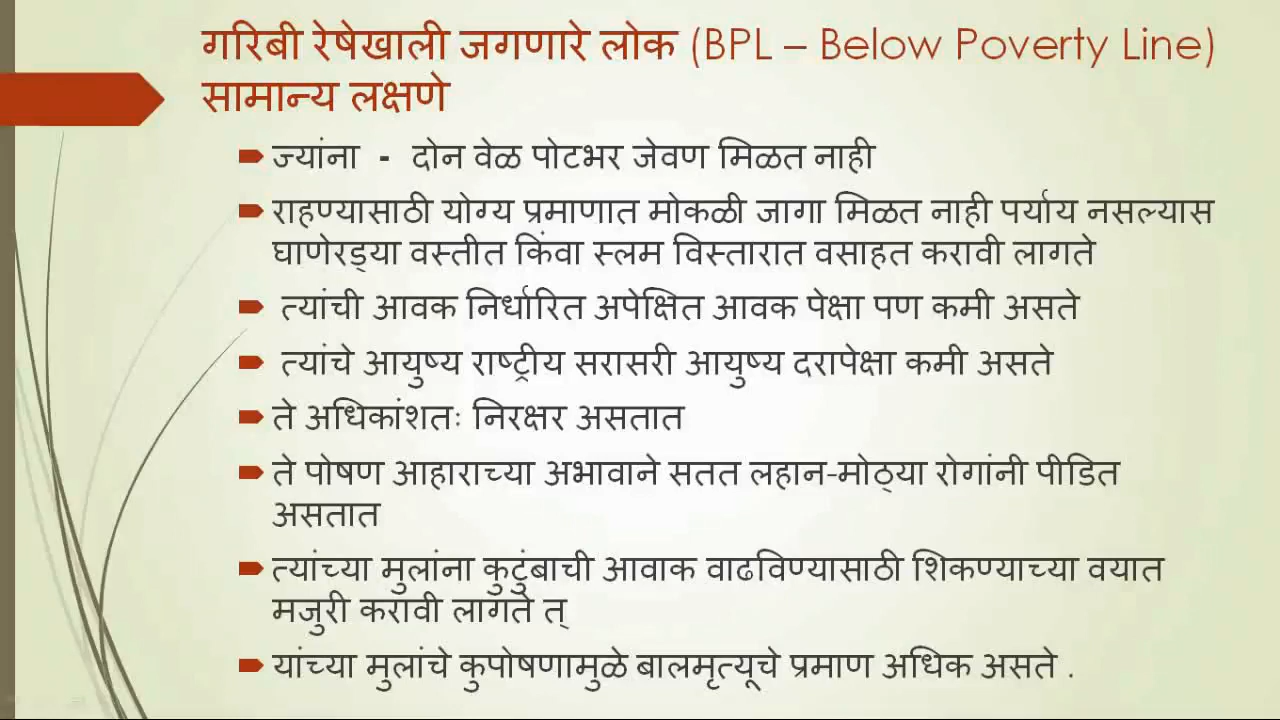 गरिबी रेषेखाली जगणारे लोक (BPL – Below Poverty Line)
सामान्य लक्षणे
ज्यांना - दोन वेळ पोटभर जेवण मिळत नाही
राहण्यासाठी योग्य प्रमाणात मोकळी जागा मिळत नाही पर्याय नसल्यास
घाणेरड्या वस्तीत किंवा स्लम विस्तारात वसाहत करावी लागते
त्यांची आवक निर्धारित अपेक्षित आवक पेक्षा पण कमी असते
त्यांचे आयुष्य राष्ट्रीय सरासरी आयुष्य दरापेक्षा कमी असते
ते अधिकांशतः निरक्षर असतात
ते पोषण आहाराच्या अभावाने सतत लहान-मोठ्या रोगांनी पीडित
असतात
त्यांच्या मुलांना कुटुंबाची आवाक वाढविण्यासाठी शिकण्याच्या वयात
मजुरी करावी लागते त्
यांच्या मुलांचे कुपोषणामुळे बालमृत्यूचे प्रमाण अधिक असते .